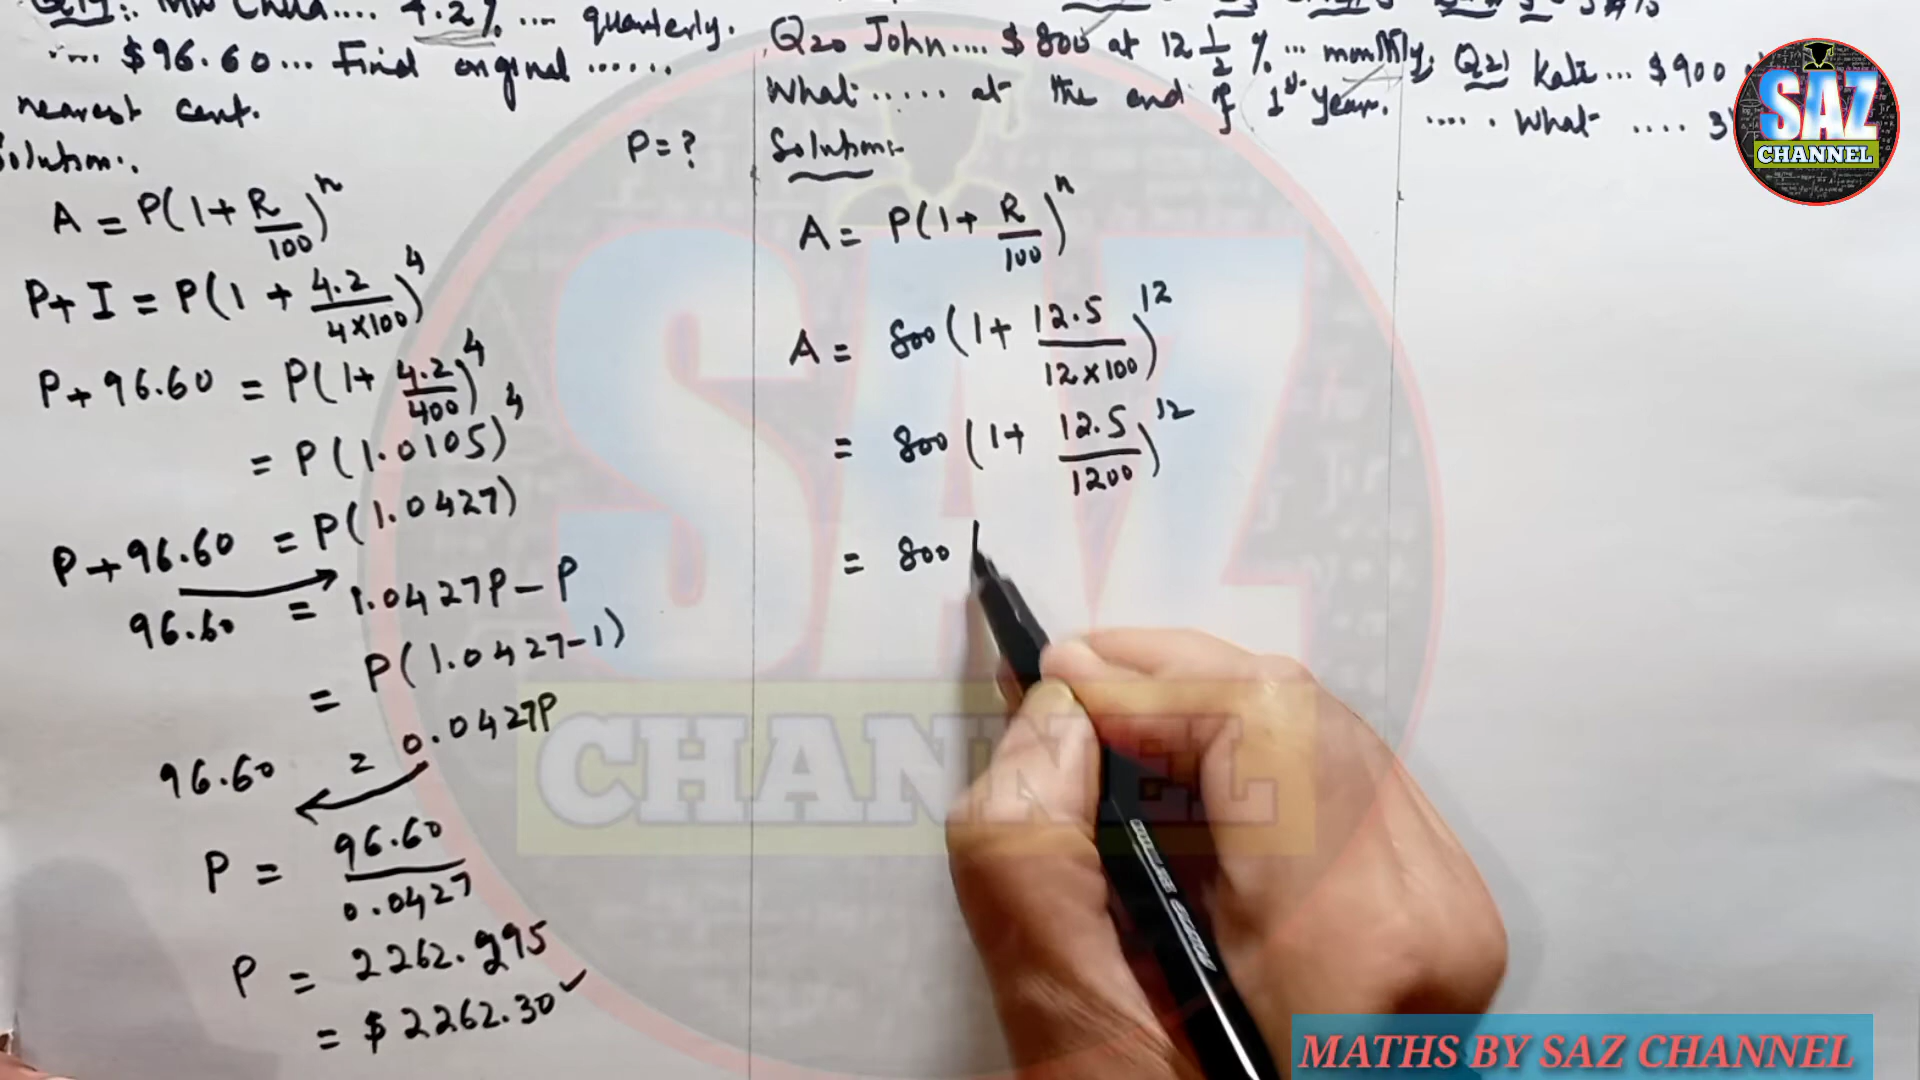 .... 4.2% .... quarterly.
.... $96.60... Find original ......
nearest cent.
Solution:.
P = ?
A = P(1+ R/100)^n
P+ I = P(1 + 4.2/4×100)^4
P+ 96.60 = P(1+ 4.2/400)^4
= P(1.0105)^4
P+96.60 = P(1.0427)
96.60 = 1.0427P - P
= P(1.0427-1)
96.60 = 0.0427P
P = 96.60/0.0427
P = 2262.295
= $2262.30
Q20 John.... $800 at 12 1/2 % ... monthly.
What ..... at the end of 1st year.
Solution:-
A = P(1+ R/100)^n
A = 800(1+ 12.5/12×100)^12
= 800(1+ 12.5/1200)^12
= 800 (
Q21 Kate ... $900
..... What ....
SAZ
CHANNEL
SAZ
CHANNEL
MATHS BY SAZ CHANNEL